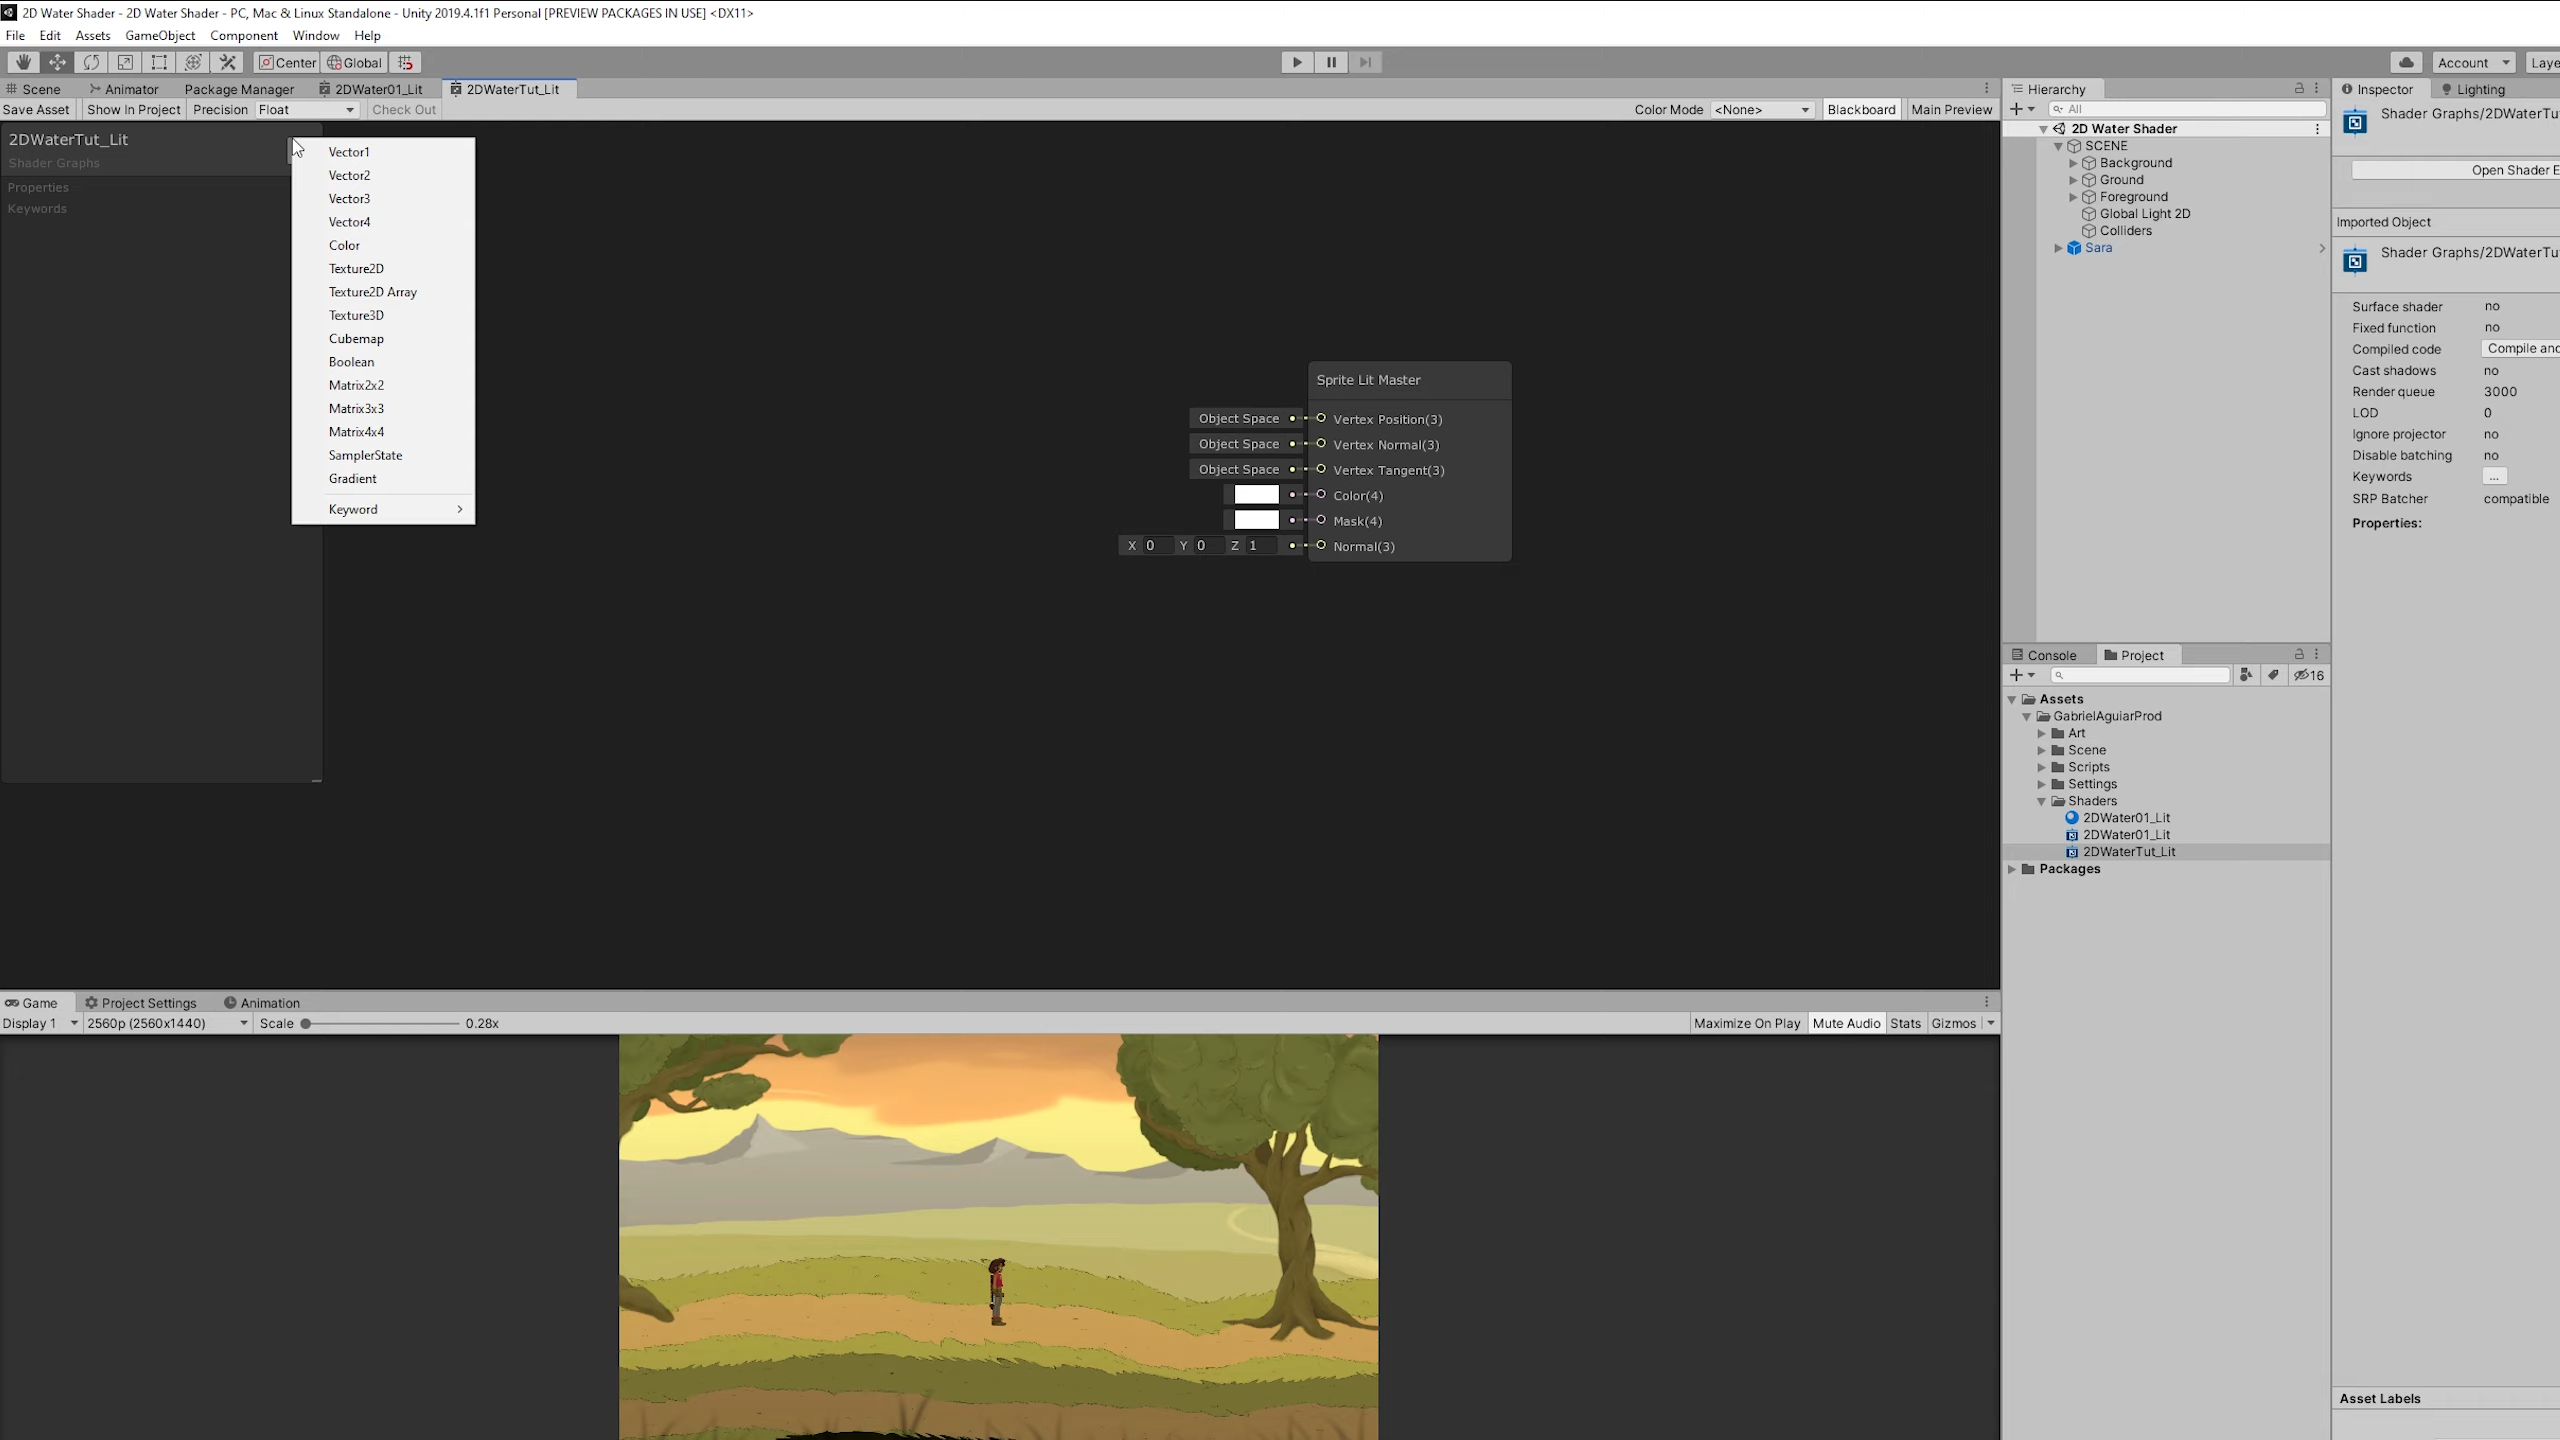 2D Water Shader - 2D Water Shader - PC, Mac & Linux Standalone - Unity 2019.4.1f1 Personal [PREVIEW PACKAGES IN USE] <DX11>
File Edit Assets GameObject Component Window Help
Center Global Account Laye
Scene Animator Package Manager 2DWater01_Lit 2DWaterTut_Lit
Save Asset Show In Project Precision Float Check Out Color Mode <None> Blackboard Main Preview
2DWaterTut_Lit
Shader Graphs
Properties
Keywords
Vector1
Vector2
Vector3
Vector4
Color
Texture2D
Texture2D Array
Texture3D
Cubemap
Boolean
Matrix2x2
Matrix3x3
Matrix4x4
SamplerState
Gradient
Keyword
Sprite Lit Master
Object Space Vertex Position(3)
Object Space Vertex Normal(3)
Object Space Vertex Tangent(3)
Color(4)
Mask(4)
X 0 Y 0 Z 1 Normal(3)
Hierarchy
All
2D Water Shader
SCENE
Background
Ground
Foreground
Global Light 2D
Colliders
Sara
Console Project
16
Assets
GabrielAguiarProd
Art
Scene
Scripts
Settings
Shaders
2DWater01_Lit
2DWater01_Lit
2DWaterTut_Lit
Packages
Inspector Lighting
Shader Graphs/2DWaterTu
Open Shader E
Imported Object
Shader Graphs/2DWaterTu
Surface shader no
Fixed function no
Compiled code Compile and
Cast shadows no
Render queue 3000
LOD 0
Ignore projector no
Disable batching no
Keywords ...
SRP Batcher compatible
Properties:
Asset Labels
Game Project Settings Animation
Display 1 2560p (2560x1440) Scale 0.28x Maximize On Play Mute Audio Stats Gizmos